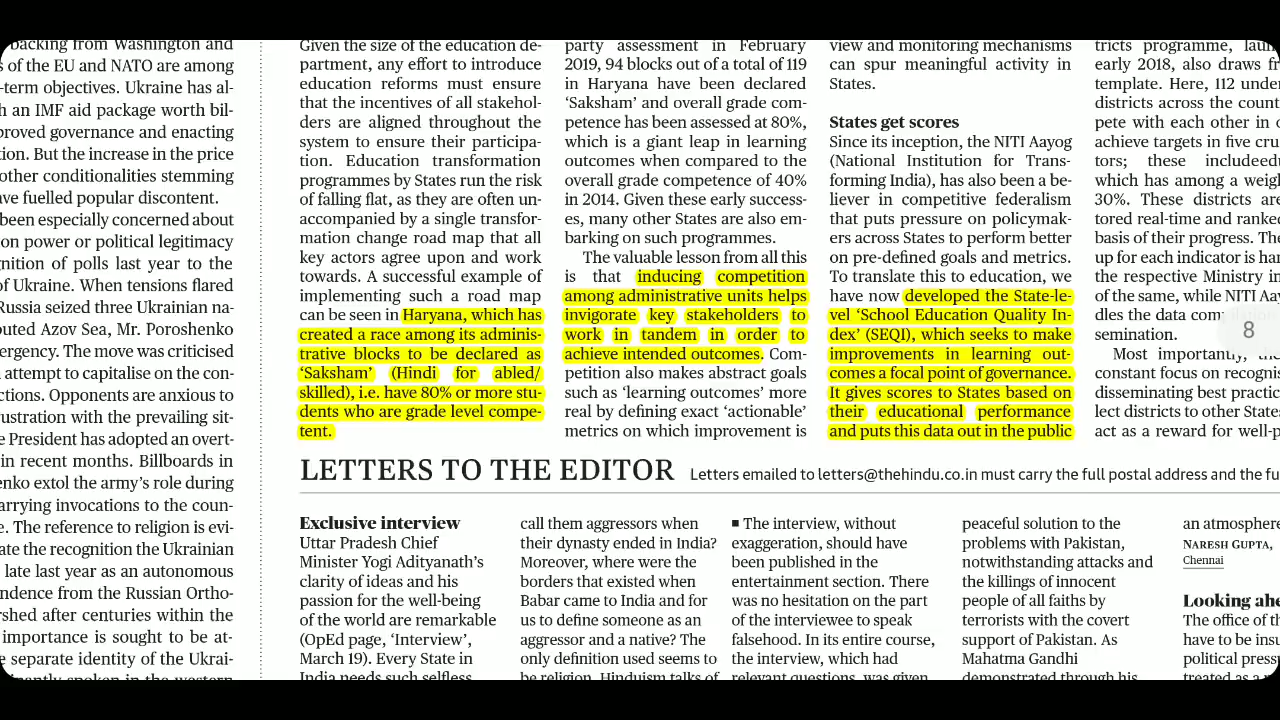 backing from Washington and
s of the EU and NATO are among
-term objectives. Ukraine has al-
h an IMF aid package worth bil-
proved governance and enacting
tion. But the increase in the price
other conditionalities stemming
ve fuelled popular discontent.
been especially concerned about
on power or political legitimacy
gnition of polls last year to the
of Ukraine. When tensions flared
Russia seized three Ukrainian na-
puted Azov Sea, Mr. Poroshenko
ergency. The move was criticised
attempt to capitalise on the con-
ctions. Opponents are anxious to
ustration with the prevailing sit-
e President has adopted an overt-
in recent months. Billboards in
enko extol the army's role during
arrying invocations to the coun-
e. The reference to religion is evi-
ate the recognition the Ukrainian
late last year as an autonomous
ndence from the Russian Ortho-
rshed after centuries within the
importance is sought to be at-
e separate identity of the Ukrai-
spoken in the western
Given the size of the education de-
partment, any effort to introduce
education reforms must ensure
that the incentives of all stakehol-
ders are aligned throughout the
system to ensure their participa-
tion. Education transformation
programmes by States run the risk
of falling flat, as they are often un-
accompanied by a single transfor-
mation change road map that all
key actors agree upon and work
towards. A successful example of
implementing such a road map
can be seen in Haryana, which has
created a race among its adminis-
trative blocks to be declared as
‘Saksham’ (Hindi for abled/
skilled), i.e. have 80% or more stu-
dents who are grade level compe-
tent.
party assessment in February
2019, 94 blocks out of a total of 119
in Haryana have been declared
‘Saksham’ and overall grade com-
petence has been assessed at 80%,
which is a giant leap in learning
outcomes when compared to the
overall grade competence of 40%
in 2014. Given these early success-
es, many other States are also em-
barking on such programmes.
The valuable lesson from all this
is that inducing competition
among administrative units helps
invigorate key stakeholders to
work in tandem in order to
achieve intended outcomes. Com-
petition also makes abstract goals
such as ‘learning outcomes’ more
real by defining exact ‘actionable’
metrics on which improvement is
view and monitoring mechanisms
can spur meaningful activity in
States.
States get scores
Since its inception, the NITI Aayog
(National Institution for Trans-
forming India), has also been a be-
liever in competitive federalism
that puts pressure on policymak-
ers across States to perform better
on pre-defined goals and metrics.
To translate this to education, we
have now developed the State-le-
vel ‘School Education Quality In-
dex’ (SEQI), which seeks to make
improvements in learning out-
comes a focal point of governance.
It gives scores to States based on
their educational performance
and puts this data out in the public
tricts programme, laun
early 2018, also draws fr
template. Here, 112 unde
districts across the count
pete with each other in o
achieve targets in five cru
tors; these includeedu
which has among a weigh
30%. These districts are
tored real-time and ranke
basis of their progress. The
up for each indicator is han
the respective Ministry in
of the same, while NITI Aay
dles the data
semination.
Most importantly,
constant focus on recognis
disseminating best practic
lect districts to other State
act as a reward for well-p
8
LETTERS TO THE EDITOR Letters emailed to letters@thehindu.co.in must carry the full postal address and the fu
Exclusive interview
Uttar Pradesh Chief
Minister Yogi Adityanath’s
clarity of ideas and his
passion for the well-being
of the world are remarkable
(OpEd page, ‘Interview’,
March 19). Every State in
India needs such selfless
call them aggressors when
their dynasty ended in India?
Moreover, where were the
borders that existed when
Babar came to India and for
us to define someone as an
aggressor and a native? The
only definition used seems to
be religion. Hinduism talks of
■ The interview, without
exaggeration, should have
been published in the
entertainment section. There
was no hesitation on the part
of the interviewee to speak
falsehood. In its entire course,
the interview, which had
relevant questions, was given
peaceful solution to the
problems with Pakistan,
notwithstanding attacks and
the killings of innocent
people of all faiths by
terrorists with the covert
support of Pakistan. As
Mahatma Gandhi
demonstrated through his
an atmosphere
NARESH GUPTA,
Chennai
Looking ahe
The office of th
have to be insu
political pressu
treated as a